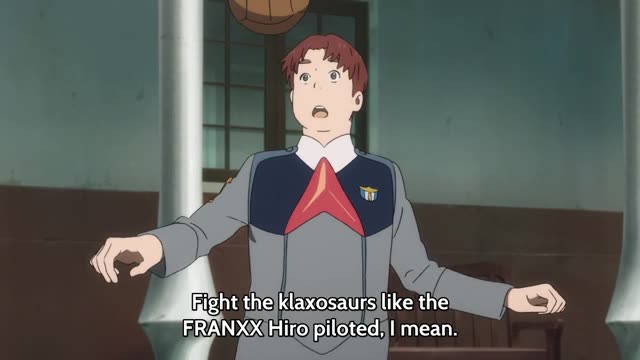 Fight the klaxosaurs like the
FRANXX Hiro piloted, I mean.